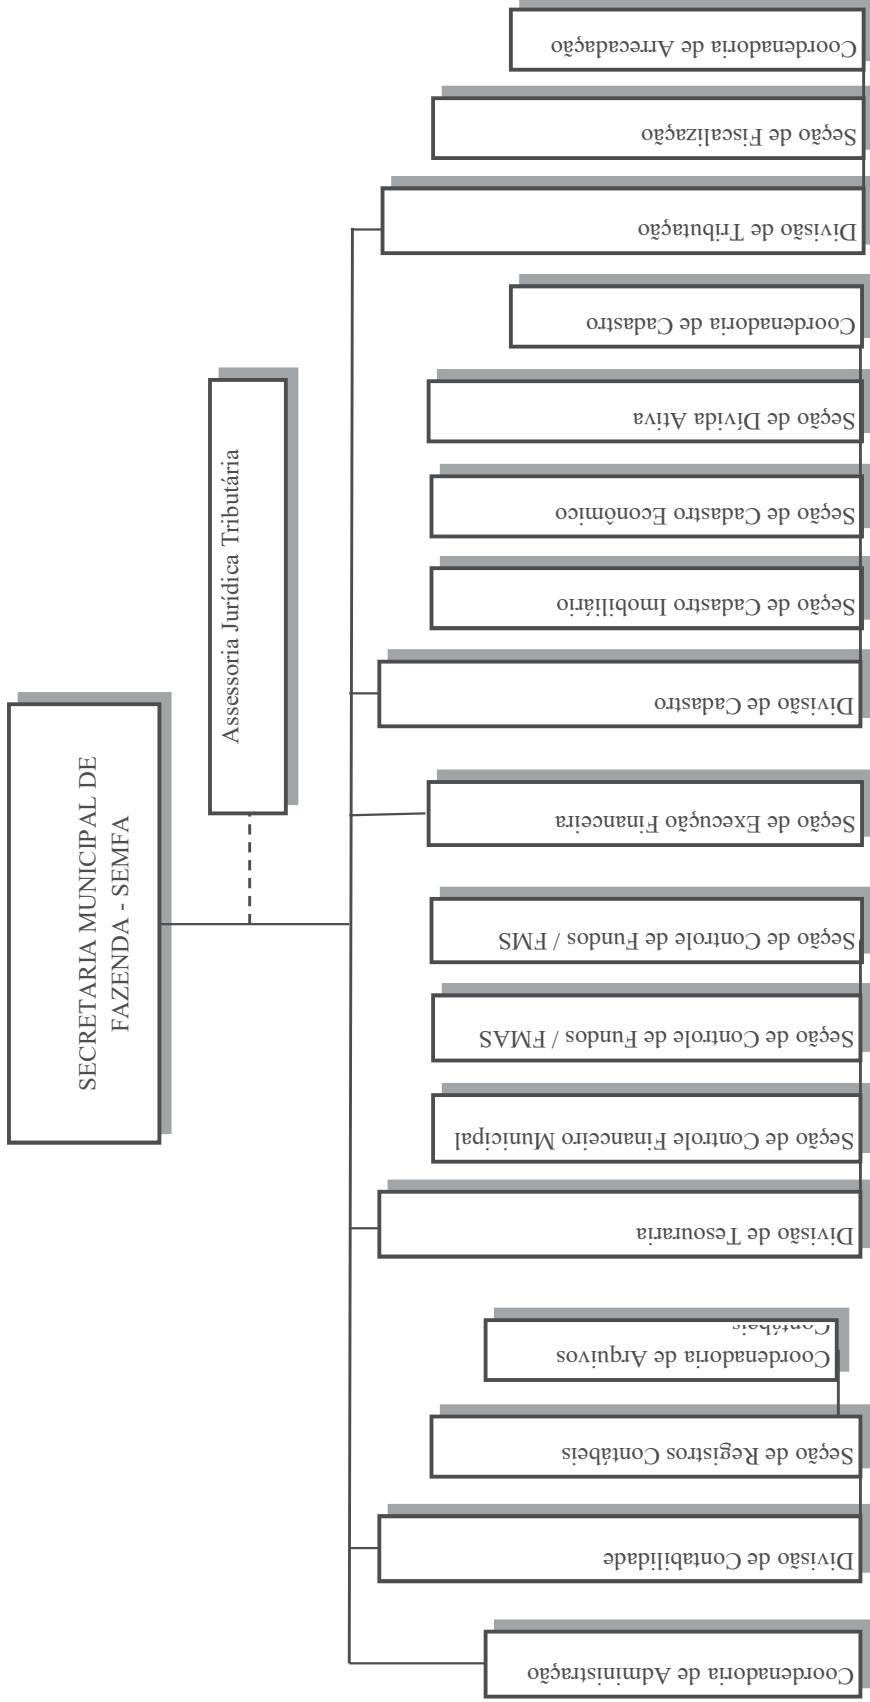 SECRETARIA MUNICIPAL DE
FAZENDA - SEMFA
Assessoria Jurídica Tributária
Coordenadoria de Administração
Divisão de Contabilidade
Seção de Registros Contábeis
Coordenadoria de Arquivos
Contábeis
Divisão de Tesouraria
Seção de Controle Financeiro Municipal
Seção de Controle de Fundos / FMAS
Seção de Controle de Fundos / FMS
Seção de Execução Financeira
Divisão de Cadastro
Seção de Cadastro Imobiliário
Seção de Cadastro Econômico
Seção de Dívida Ativa
Coordenadoria de Cadastro
Divisão de Tributação
Seção de Fiscalização
Coordenadoria de Arrecadação